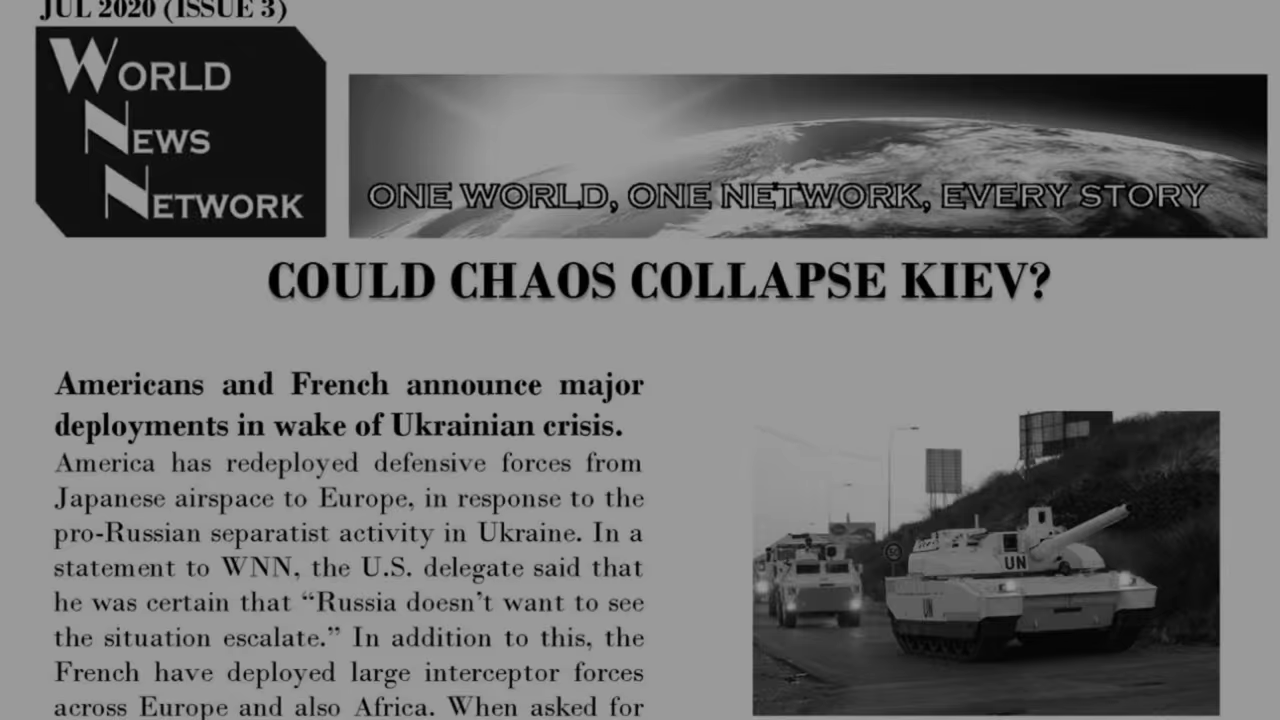 JUL 2020 (ISSUE 3)
WORLD
NEWS
NETWORK
ONE WORLD, ONE NETWORK, EVERY STORY
COULD CHAOS COLLAPSE KIEV?
Americans and French announce major
deployments in wake of Ukrainian crisis.
America has redeployed defensive forces from
Japanese airspace to Europe, in response to the
pro-Russian separatist activity in Ukraine. In a
statement to WNN, the U.S. delegate said that
he was certain that “Russia doesn’t want to see
the situation escalate.” In addition to this, the
French have deployed large interceptor forces
across Europe and also Africa. When asked for
UN
UN